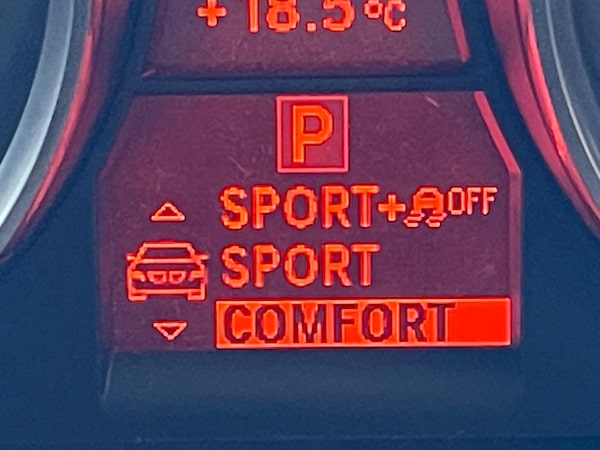 +18.5°C
P
SPORT+ OFF
SPORT
COMFORT